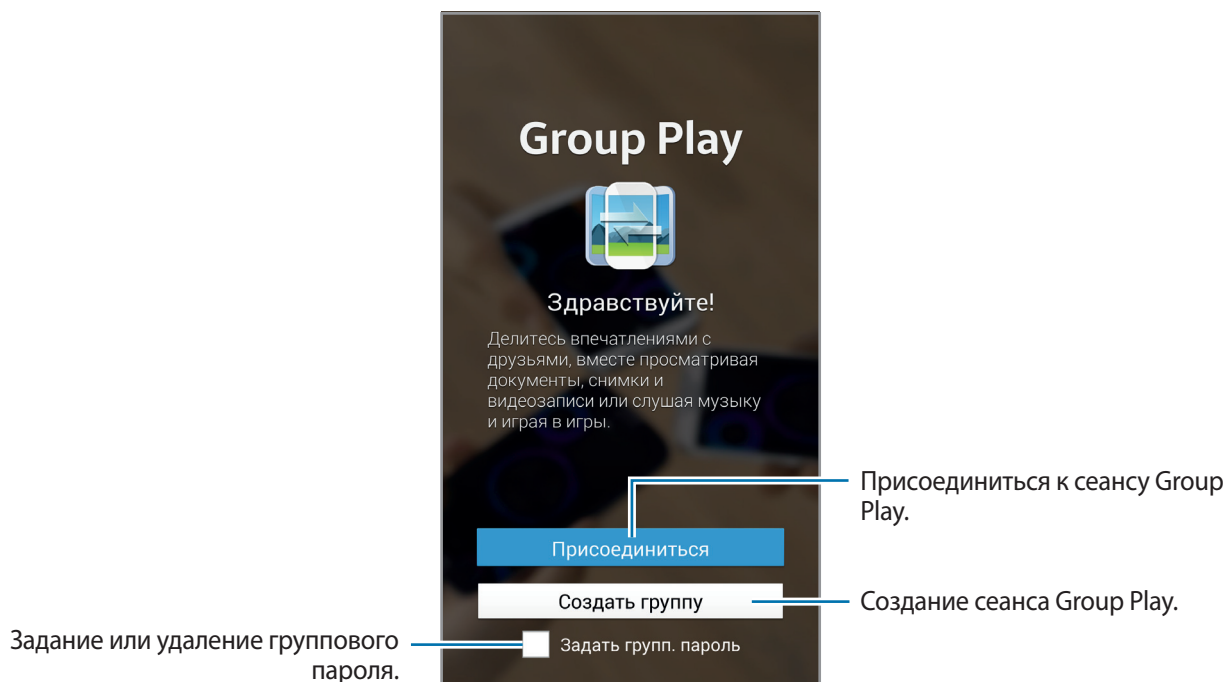 Group Play
Здравствуйте!
Делитесь впечатлениями с
друзьями, вместе просматривая
документы, снимки и
видеозаписи или слушая музыку
и играя в игры.
Присоединиться к сеансу Group
Play.
Присоединиться
Создать группу
Создание сеанса Group Play.
Задание или удаление группового
пароля.
Задать групп. пароль